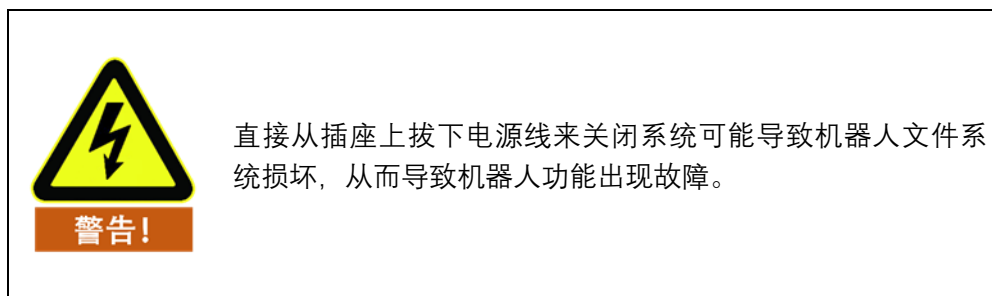 直接从插座上拔下电源线来关闭系统可能导致机器人文件系
统损坏，从而导致机器人功能出现故障。
警告！